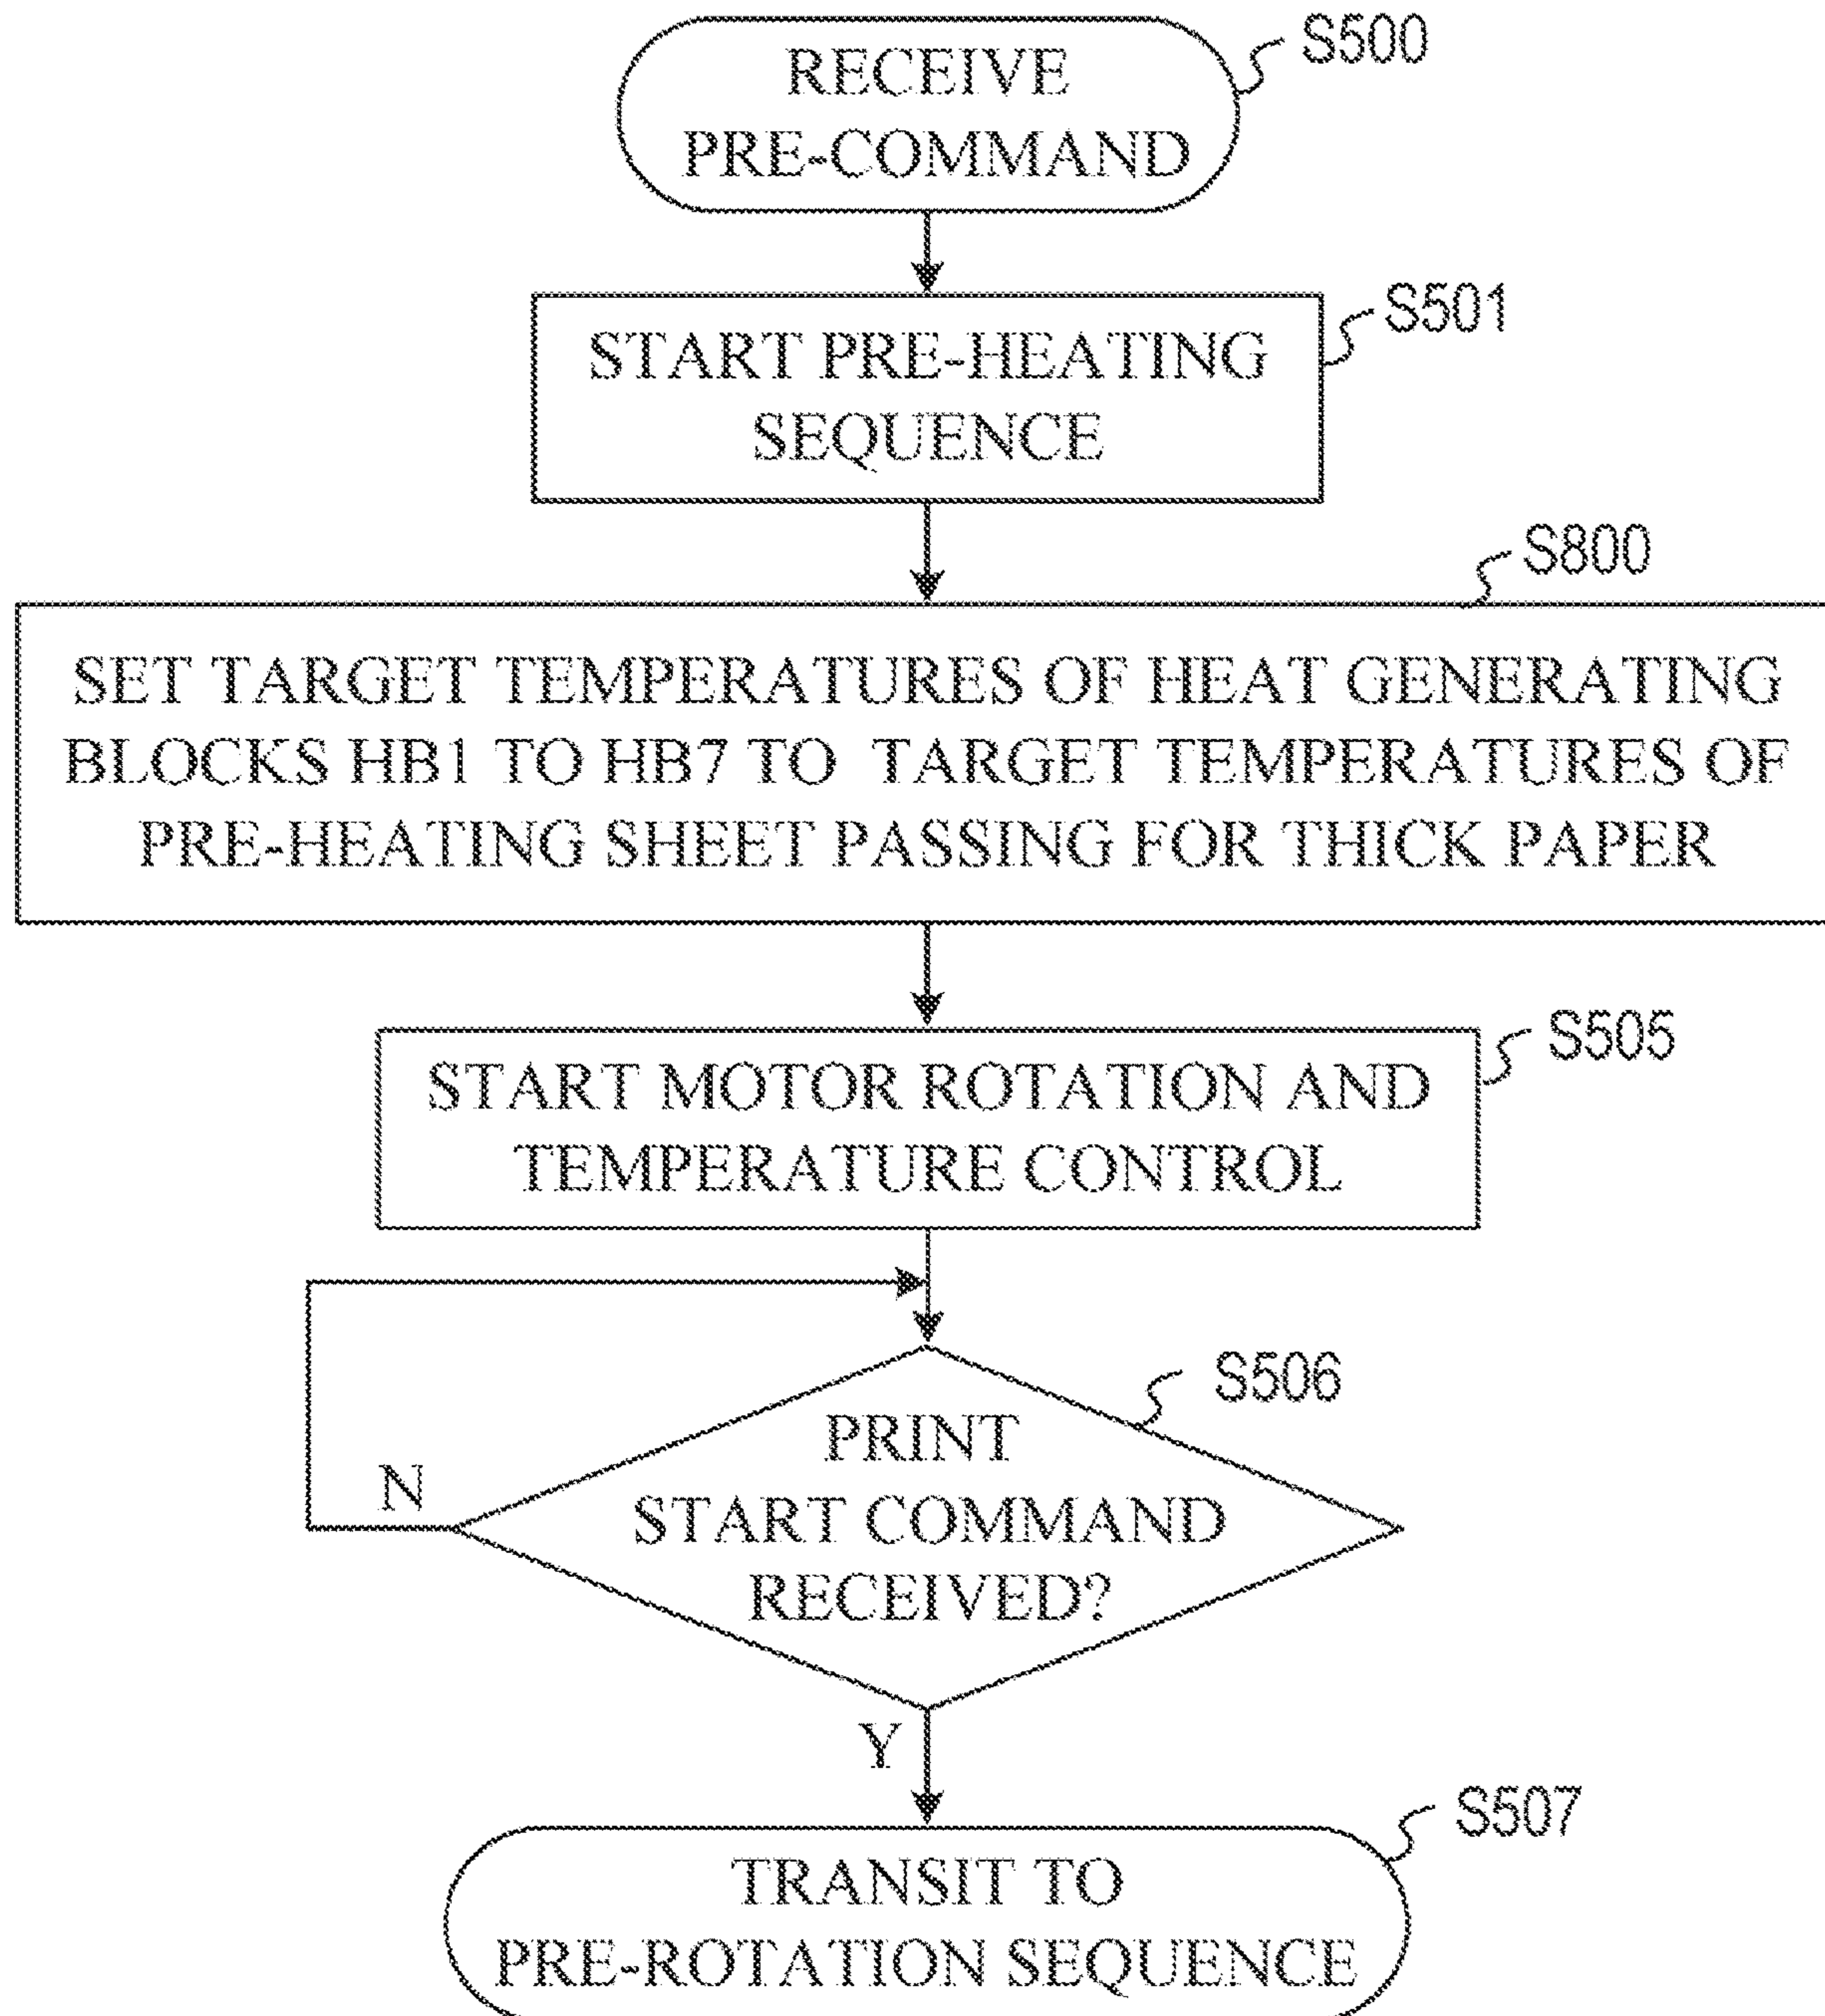 RECEIVE
PRE-COMMAND
S500
START PRE-HEATING
SEQUENCE
S501
S800
SET TARGET TEMPERATURES OF HEAT GENERATING
BLOCKS HB1 TO HB7 TO TARGET TEMPERATURES OF
PRE-HEATING SHEET PASSING FOR THICK PAPER
START MOTOR ROTATION AND
TEMPERATURE CONTROL
S505
S506
PRINT
START COMMAND
RECEIVED?
N
Y
S507
TRANSIT TO
PRE-ROTATION SEQUENCE